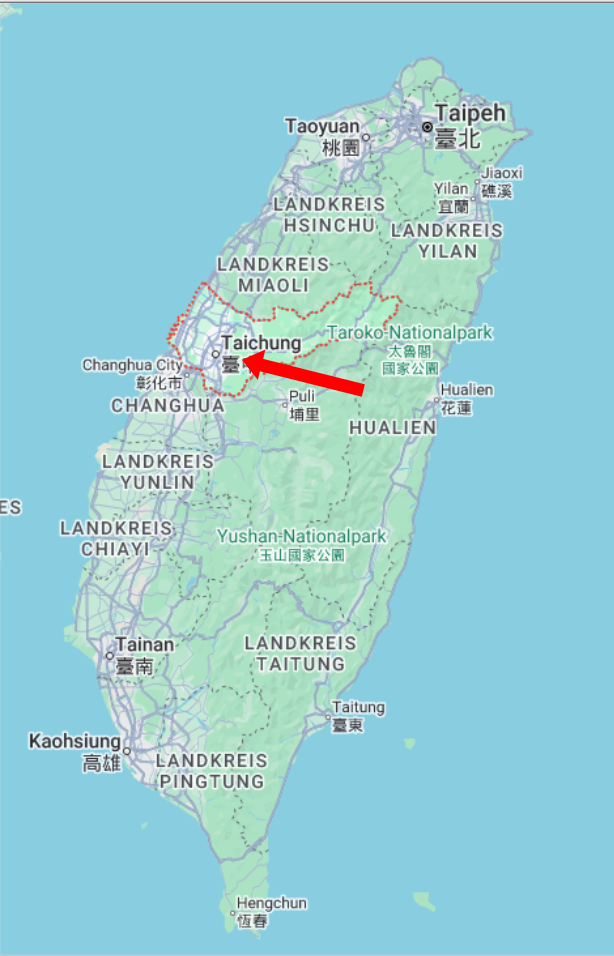 Taipeh
臺北
Taoyuan
桃園
Jiaoxi
礁溪
Yilan
宜蘭
LANDKREIS
HSINCHU
LANDKREIS
YILAN
LANDKREIS
MIAOLI
Taichung
臺
Taroko-Nationalpark
太魯閣
國家公園
Changhua City
彰化市
CHANGHUA
Puli
埔里
Hualien
花蓮
HUALIEN
LANDKREIS
YUNLIN
ES
LANDKREIS
CHIAYI
Yushan-Nationalpark
玉山國家公園
Tainan
臺南
LANDKREIS
TAITUNG
Taitung
臺東
Kaohsiung
高雄
LANDKREIS
PINGTUNG
Hengchun
恆春